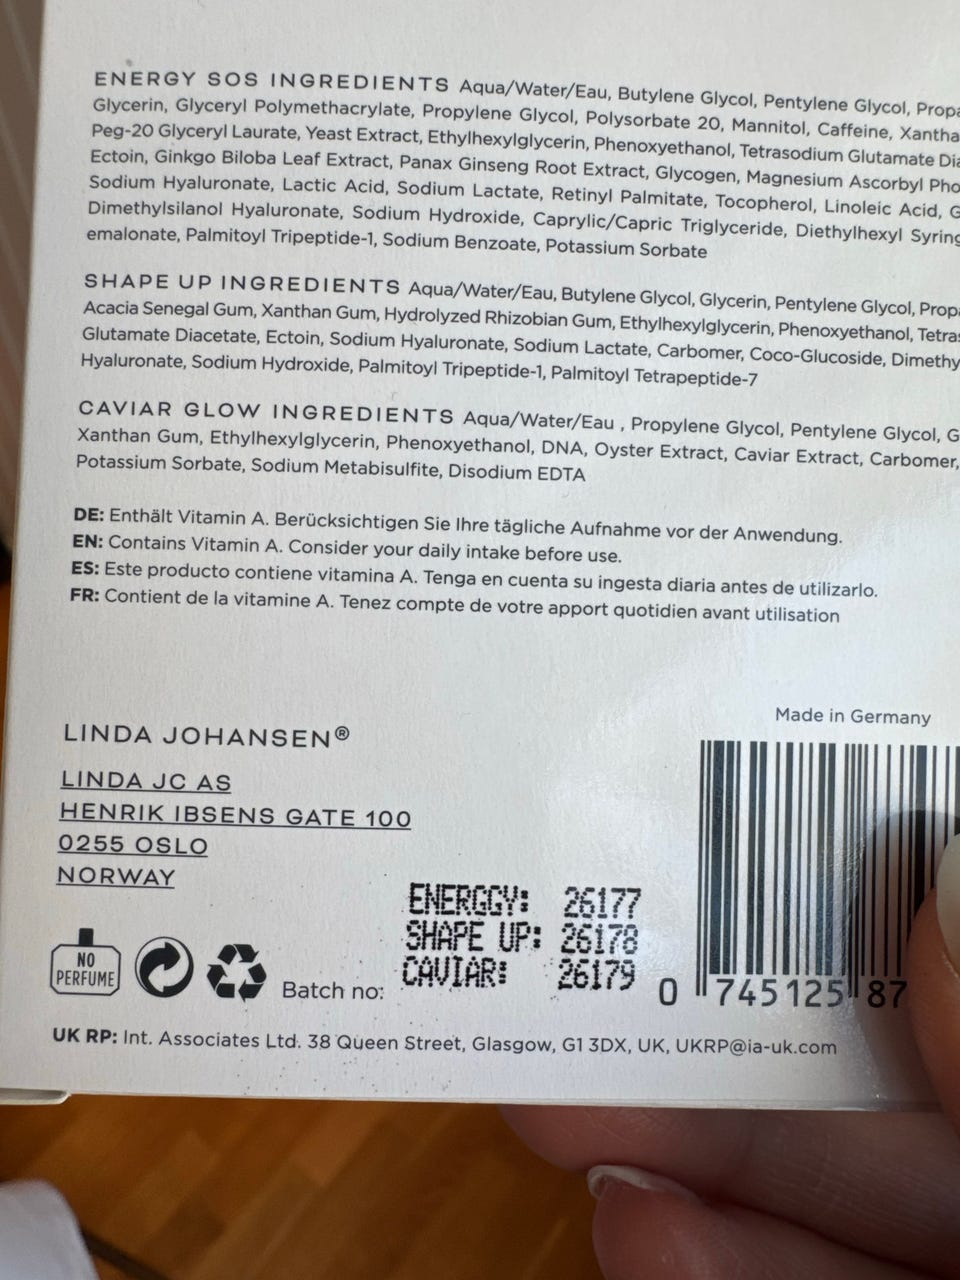 ENERGY SOS INGREDIENTS Aqua/Water/Eau, Butylene Glycol, Pentylene Glycol,
Glycerin, Glyceryl Polymethacrylate, Propylene Glycol, Polysorbate 20, Mannitol, Caffeine,
Peg-20 Glyceryl Laurate, Yeast Extract, Ethylhexylglycerin, Phenoxyethanol, Tetrasodium Glutamate
Ectoin, Ginkgo Biloba Leaf Extract, Panax Ginseng Root Extract, Glycogen, Magnesium Ascorbyl
Sodium Hyaluronate, Lactic Acid, Sodium Lactate, Retinyl Palmitate, Tocopherol, Linoleic Acid,
Dimethylsilanol Hyaluronate, Sodium Hydroxide, Caprylic/Capric Triglyceride, Diethylhexyl
emalonate, Palmitoyl Tripeptide-1, Sodium Benzoate, Potassium Sorbate
SHAPE UP INGREDIENTS Aqua/Water/Eau, Butylene Glycol, Glycerin, Pentylene Glycol,
Acacia Senegal Gum, Xanthan Gum, Hydrolyzed Rhizobian Gum, Ethylhexylglycerin, Phenoxyethanol,
Glutamate Diacetate, Ectoin, Sodium Hyaluronate, Sodium Lactate, Carbomer, Coco-Glucoside,
Hyaluronate, Sodium Hydroxide, Palmitoyl Tripeptide-1, Palmitoyl Tetrapeptide-7
CAVIAR GLOW INGREDIENTS Aqua/Water/Eau , Propylene Glycol, Pentylene Glycol,
Xanthan Gum, Ethylhexylglycerin, Phenoxyethanol, DNA, Oyster Extract, Caviar Extract, Carbomer,
Potassium Sorbate, Sodium Metabisulfite, Disodium EDTA
DE: Enthält Vitamin A. Berücksichtigen Sie Ihre tägliche Aufnahme vor der Anwendung.
EN: Contains Vitamin A. Consider your daily intake before use.
ES: Este producto contiene vitamina A. Tenga en cuenta su ingesta diaria antes de utilizarlo.
FR: Contient de la vitamine A. Tenez compte de votre apport quotidien avant utilisation
Made in Germany
LINDA JOHANSEN®
LINDA JC AS
HENRIK IBSENS GATE 100
0255 OSLO
NORWAY
ENERGGY: 26177
SHAPE UP: 26178
CAVIAR: 26179
NO
PERFUME
Batch no:
0 745125 87
UK RP: Int. Associates Ltd. 38 Queen Street, Glasgow, G1 3DX, UK, UKRP@ia-uk.com